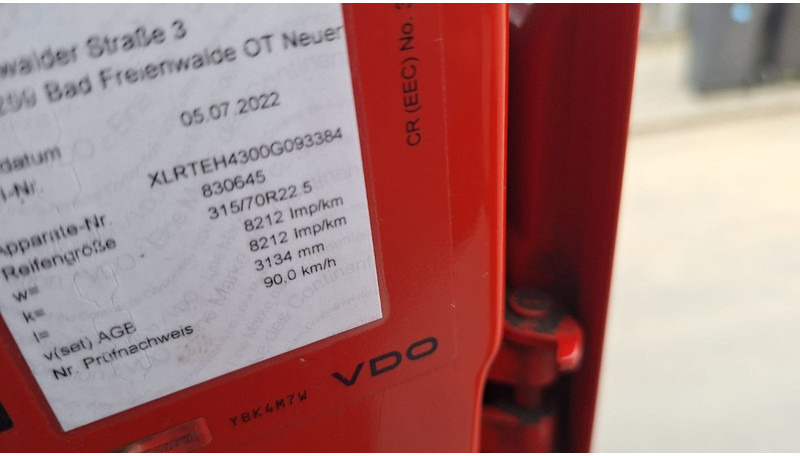 walder Straße 3
259 Bad Freienwalde OT Neuen
05.07.2022
datum
l-Nr. XLRTEH4300G093384
Apparate-Nr. 830645
Reifengröße 315/70R22.5
w= 8212 Imp/km
k= 8212 Imp/km
l= 3134 mm
v(set) AGB 90,0 km/h
Nr. Prüfnachweis
CR (EEC) No. 3
VDO
YBK4M7W